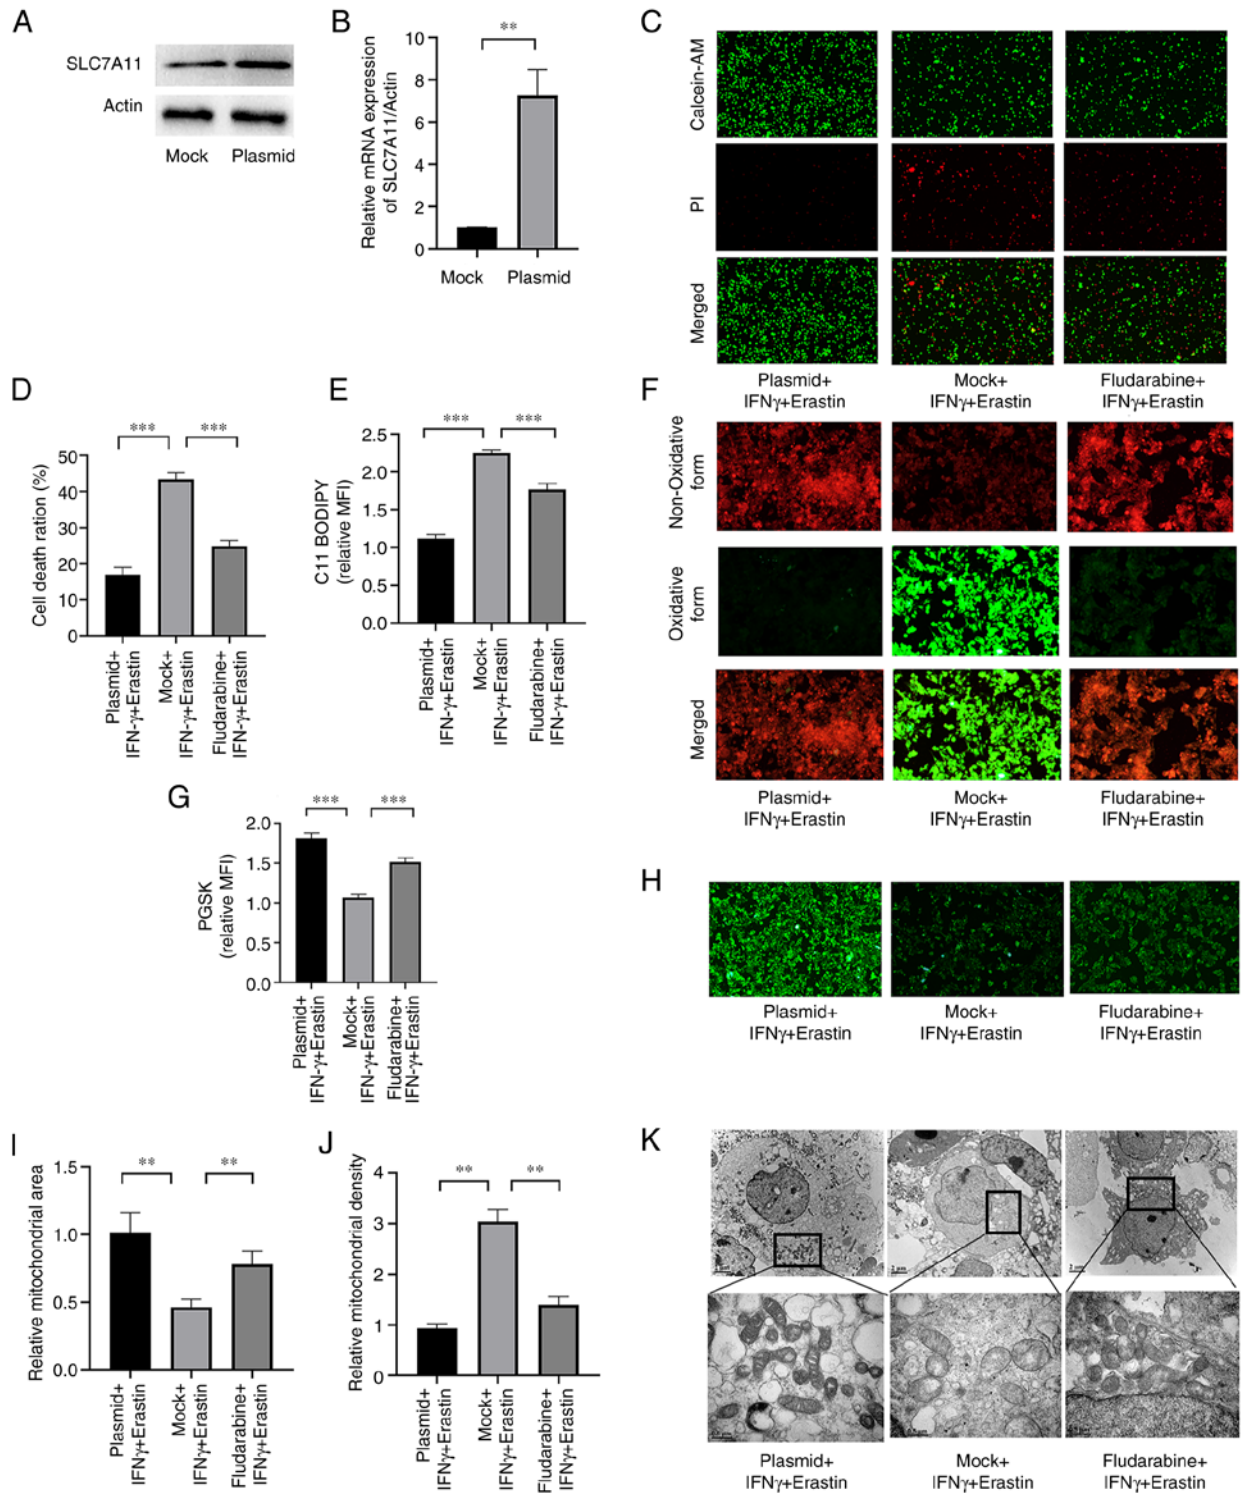 A
SLC7A11
Actin
Mock
Plasmid
B
**
Relative mRNA expression
of SLC7A11/Actin
10
8
6
4
2
0
Mock
Plasmid
C
Calcein-AM
PI
Merged
Plasmid+
IFNγ+Erastin
Mock+
IFNγ+Erastin
Fludarabine+
IFNγ+Erastin
D
***
***
Cell death ration (%)
50
40
30
20
10
0
Plasmid+
IFN-γ+Erastin
Mock+
IFN-γ+Erastin
Fludarabine+
IFN-γ+Erastin
E
***
***
C11 BODIPY
(relative MFI)
2.5
2.0
1.5
1.0
0.5
0.0
Plasmid+
IFN-γ+Erastin
Mock+
IFN-γ+Erastin
Fludarabine+
IFN-γ+Erastin
F
Non-Oxidative
form
Oxidative
form
Merged
Plasmid+
IFNγ+Erastin
Mock+
IFNγ+Erastin
Fludarabine+
IFNγ+Erastin
G
***
***
PGSK
(relative MFI)
2.0
1.5
1.0
0.5
0.0
Plasmid+
IFN-γ+Erastin
Mock+
IFN-γ+Erastin
Fludarabine+
IFN-γ+Erastin
H
Plasmid+
IFNγ+Erastin
Mock+
IFNγ+Erastin
Fludarabine+
IFNγ+Erastin
I
**
**
Relative mitochondrial area
1.5
1.0
0.5
0.0
Plasmid+
IFNγ+Erastin
Mock+
IFNγ+Erastin
Fludarabine+
IFNγ+Erastin
J
**
**
Relative mitochondrial density
4
3
2
1
0
Plasmid+
IFNγ+Erastin
Mock+
IFNγ+Erastin
Fludarabine+
IFNγ+Erastin
K
2 μm
2 μm
Plasmid+
IFNγ+Erastin
Mock+
IFNγ+Erastin
Fludarabine+
IFNγ+Erastin